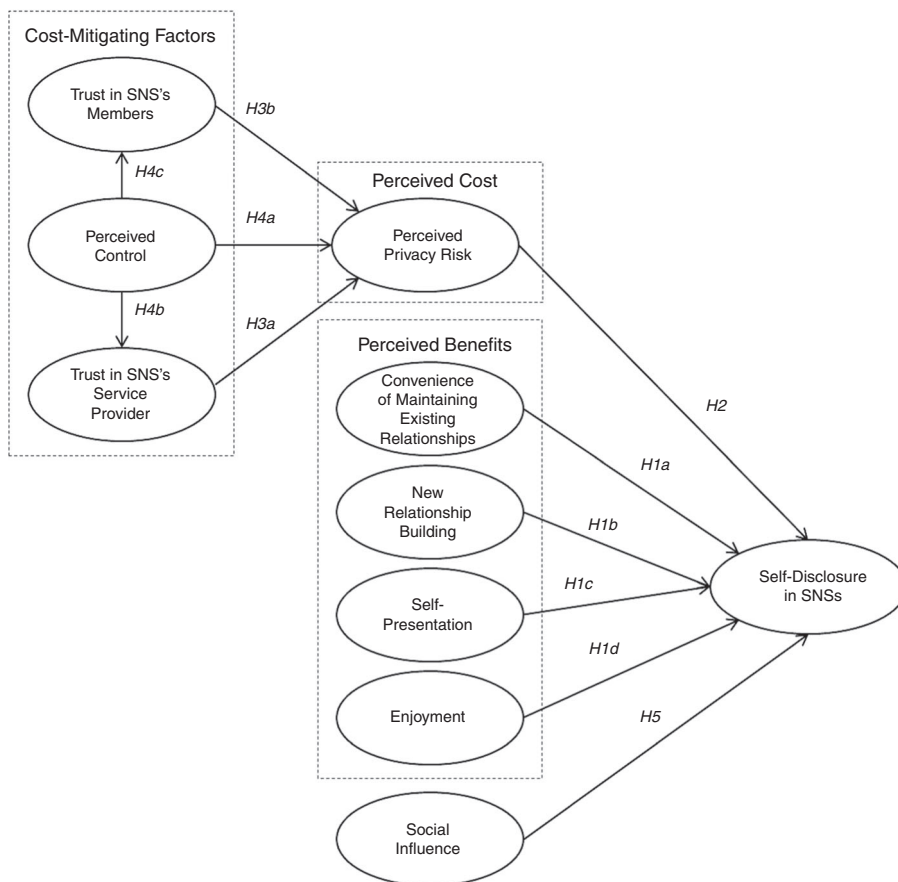 Cost-Mitigating Factors
Trust in SNS's
Members
H3b
H4c
Perceived Cost
Perceived
Control
H4a
Perceived
Privacy Risk
H4b
H3a
Trust in SNS's
Service
Provider
Perceived Benefits
Convenience
of Maintaining
Existing
Relationships
H2
H1a
New
Relationship
Building
H1b
Self-Disclosure
in SNSs
Self-
Presentation
H1c
H1d
Enjoyment
H5
Social
Influence